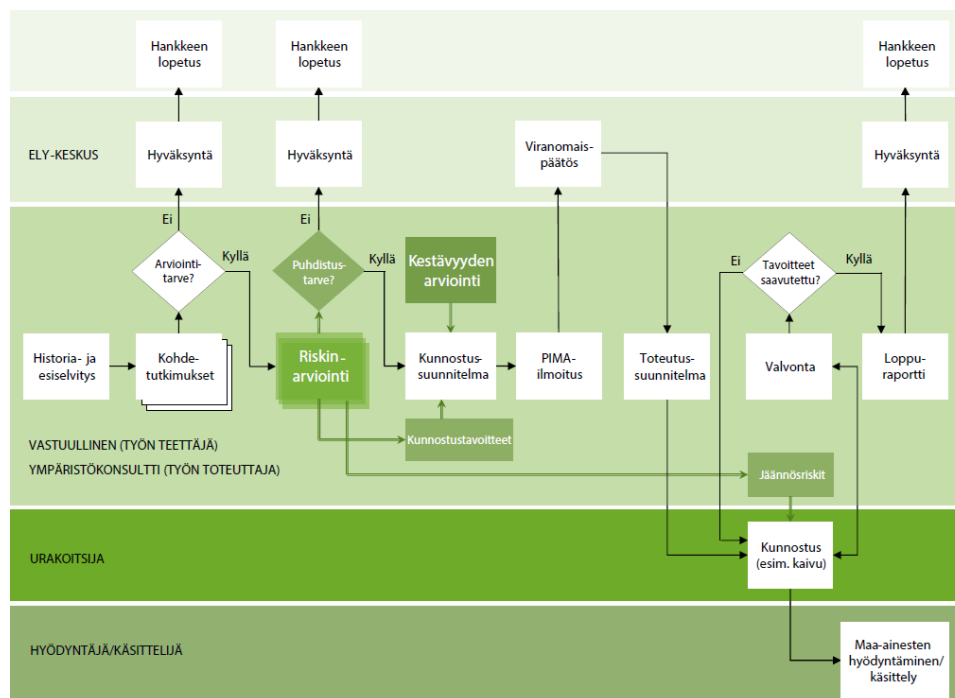 Hankkeen
lopetus
Hankkeen
lopetus
Hankkeen
lopetus
ELY-KESKUS
Hyväksyntä
Hyväksyntä
Viranomais-
päätös
Hyväksyntä
Ei
Ei
Arviointi-
tarve?
Kyllä
Puhdistus-
tarve?
Kyllä
Kestävyyden
arviointi
Ei
Tavoitteet
saavutettu?
Kyllä
Historia- ja
esiselvitys
Kohde-
tutkimukset
Riskin-
arviointi
Kunnostus-
suunnitelma
PIMA-
ilmoitus
Toteutus-
suunnitelma
Valvonta
Loppu-
raportti
Kunnostustavoitteet
VASTUULLINEN (TYÖN TEETTÄJÄ)
YMPÄRISTÖKONSULTTI (TYÖN TOTEUTTAJA)
Jäännösriskit
URAKOITSIJA
Kunnostus
(esim. kaivu)
HYÖDYNTÄJÄ/KÄSITTELIJÄ
Maa-ainesten
hyödyntäminen/
käsittely